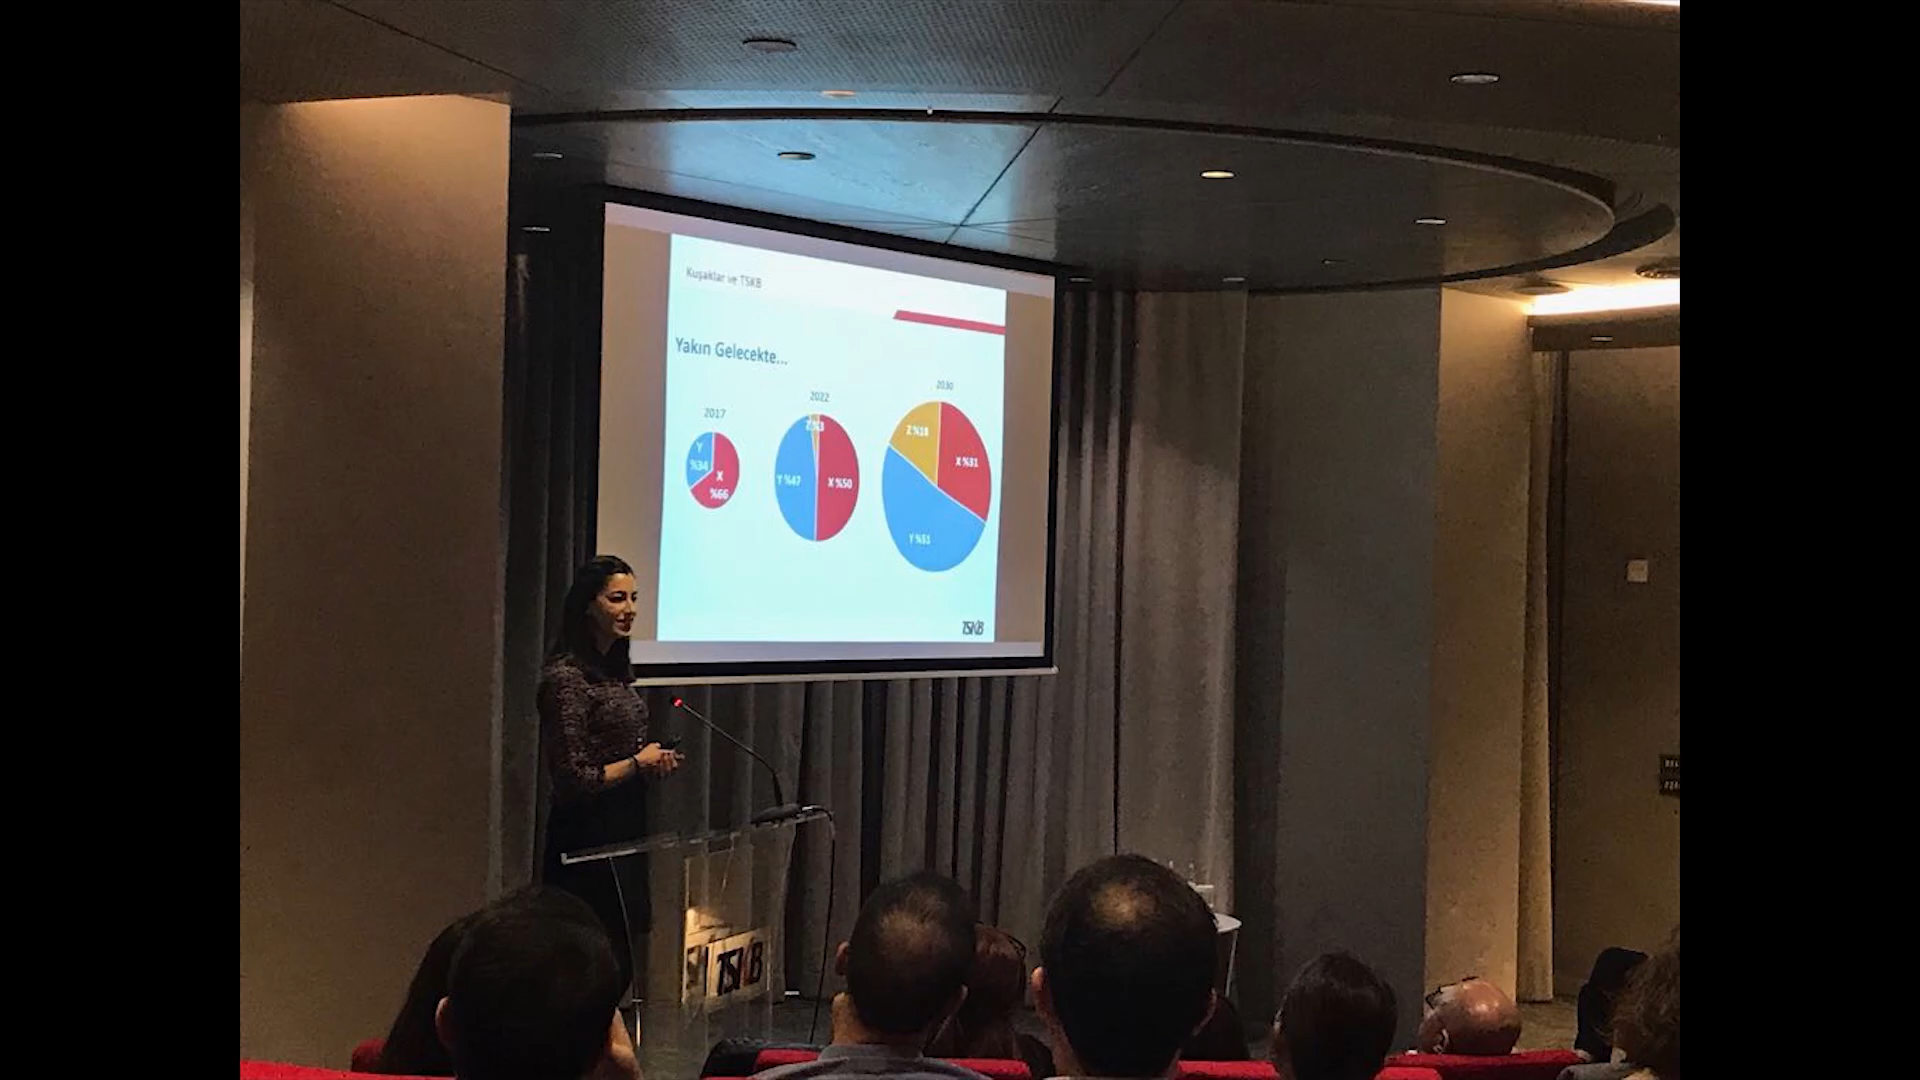 Kuşaklar ve TSKB
Yakın Gelecekte...
2017
2022
2030
Y
%34
X
%66
Z %3
Y %47
X %50
Z %18
X %31
Y %51
TSKB
TSKB